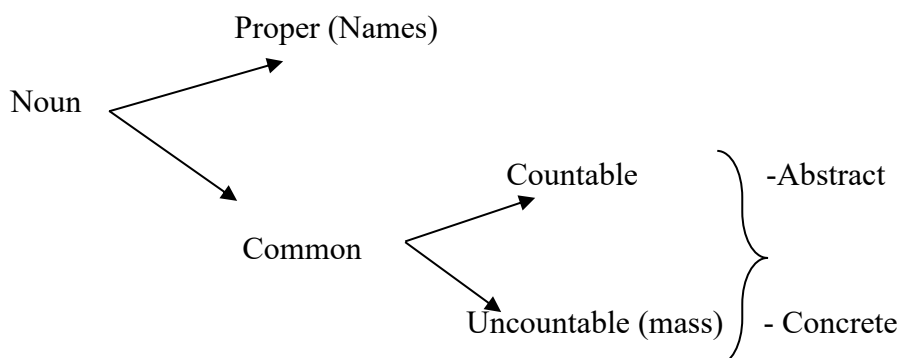 Proper (Names)
Noun
Countable
-Abstract
Common
Uncountable (mass)
- Concrete